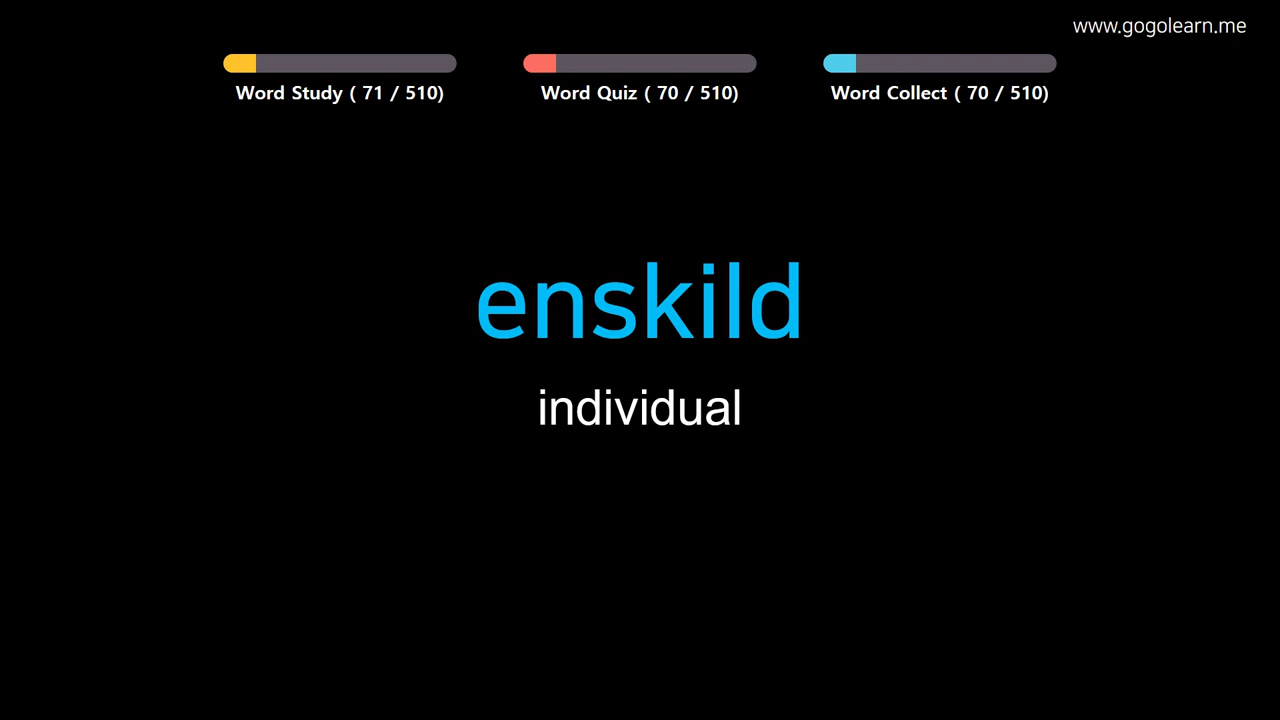 www.gogolearn.me
Word Study ( 71 / 510)
Word Quiz ( 70 / 510)
Word Collect ( 70 / 510)
enskild
individual